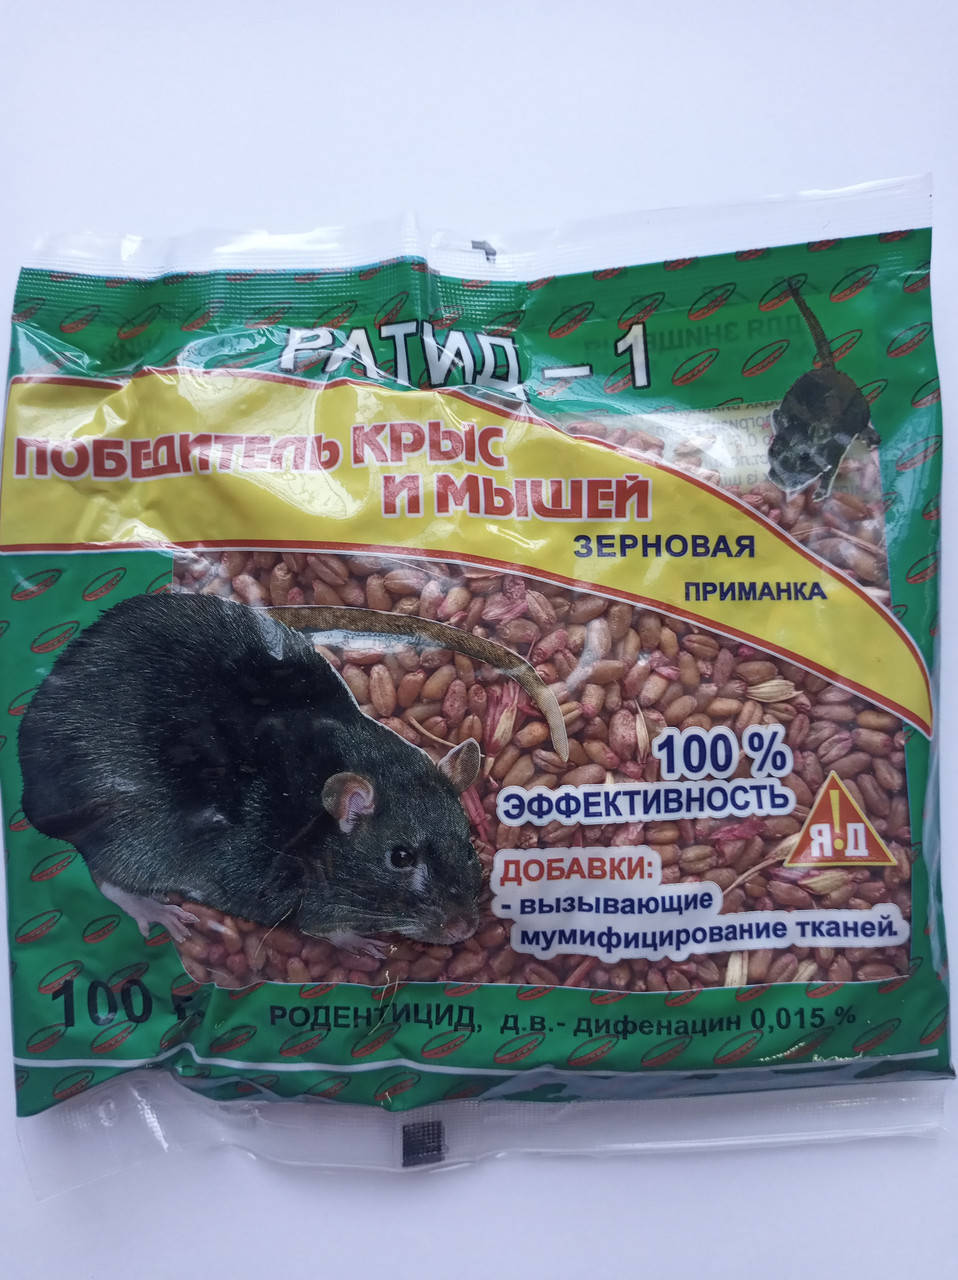 РАТИД - 1
ПОБЕДИТЕЛЬ КРЫС
И МЫШЕЙ
ЗЕРНОВАЯ
ПРИМАНКА
100 %
ЭФФЕКТИВНОСТЬ
Я!Д
ДОБАВКИ:
- вызывающие
мумифицирование тканей.
100 г.
РОДЕНТИЦИД, д.в.- дифенацин 0,015 %